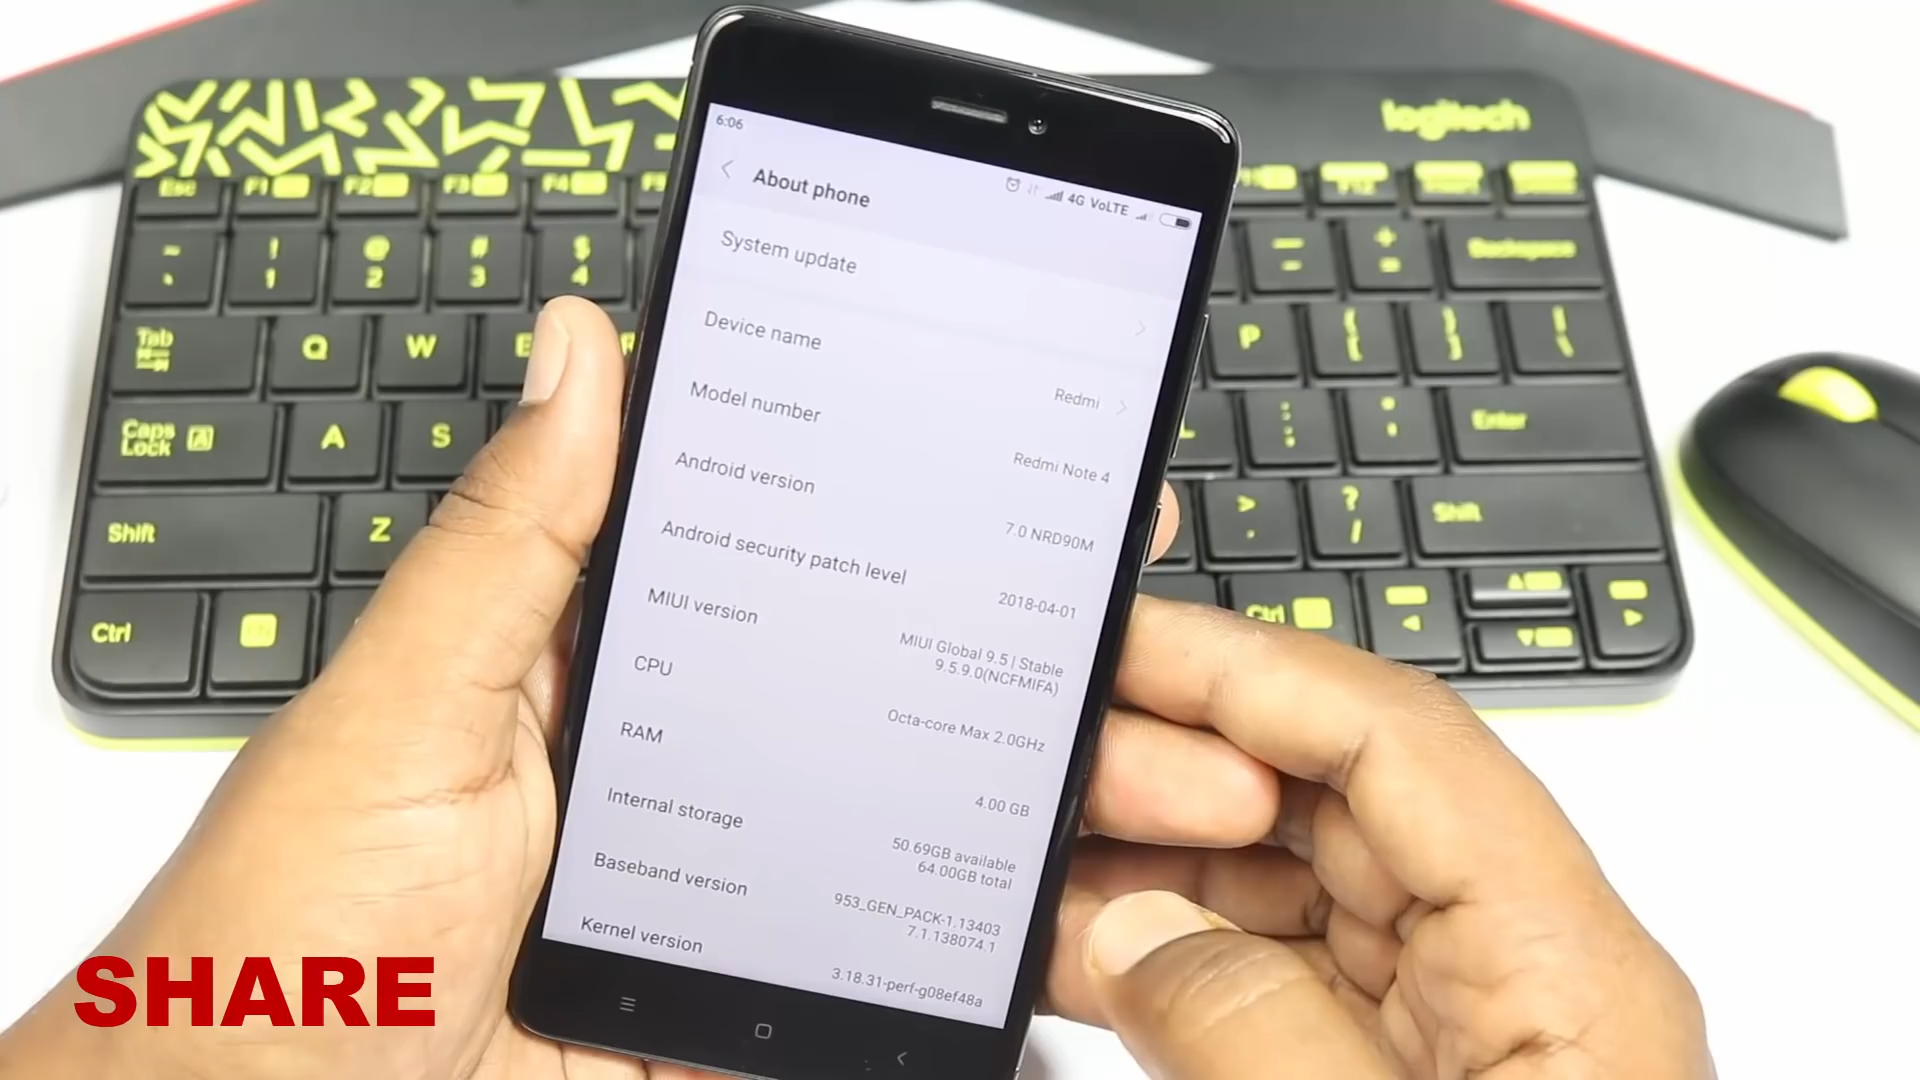 logitech
Esc F1 F2 F3 F4
~ ! @ # $
` 1 2 3 4
Tab Q W E R
Caps Lock A A S
Shift Z
Ctrl
+
- =
Backspace
P { }
[ ]
Enter
> ?
. /
Shift
Ctrl
6:06
4G VoLTE
About phone
System update
Device name
Redmi
Model number
Redmi Note 4
Android version
7.0 NRD90M
Android security patch level
2018-04-01
MIUI version
MIUI Global 9.5 | Stable
9.5.9.0(NCFMIFA)
CPU
Octa-core Max 2.0GHz
RAM
4.00 GB
Internal storage
50.69GB available
64.00GB total
Baseband version
953_GEN_PACK-1.13403
7.1.138074.1
Kernel version
3.18.31-perf-g08ef48a
SHARE